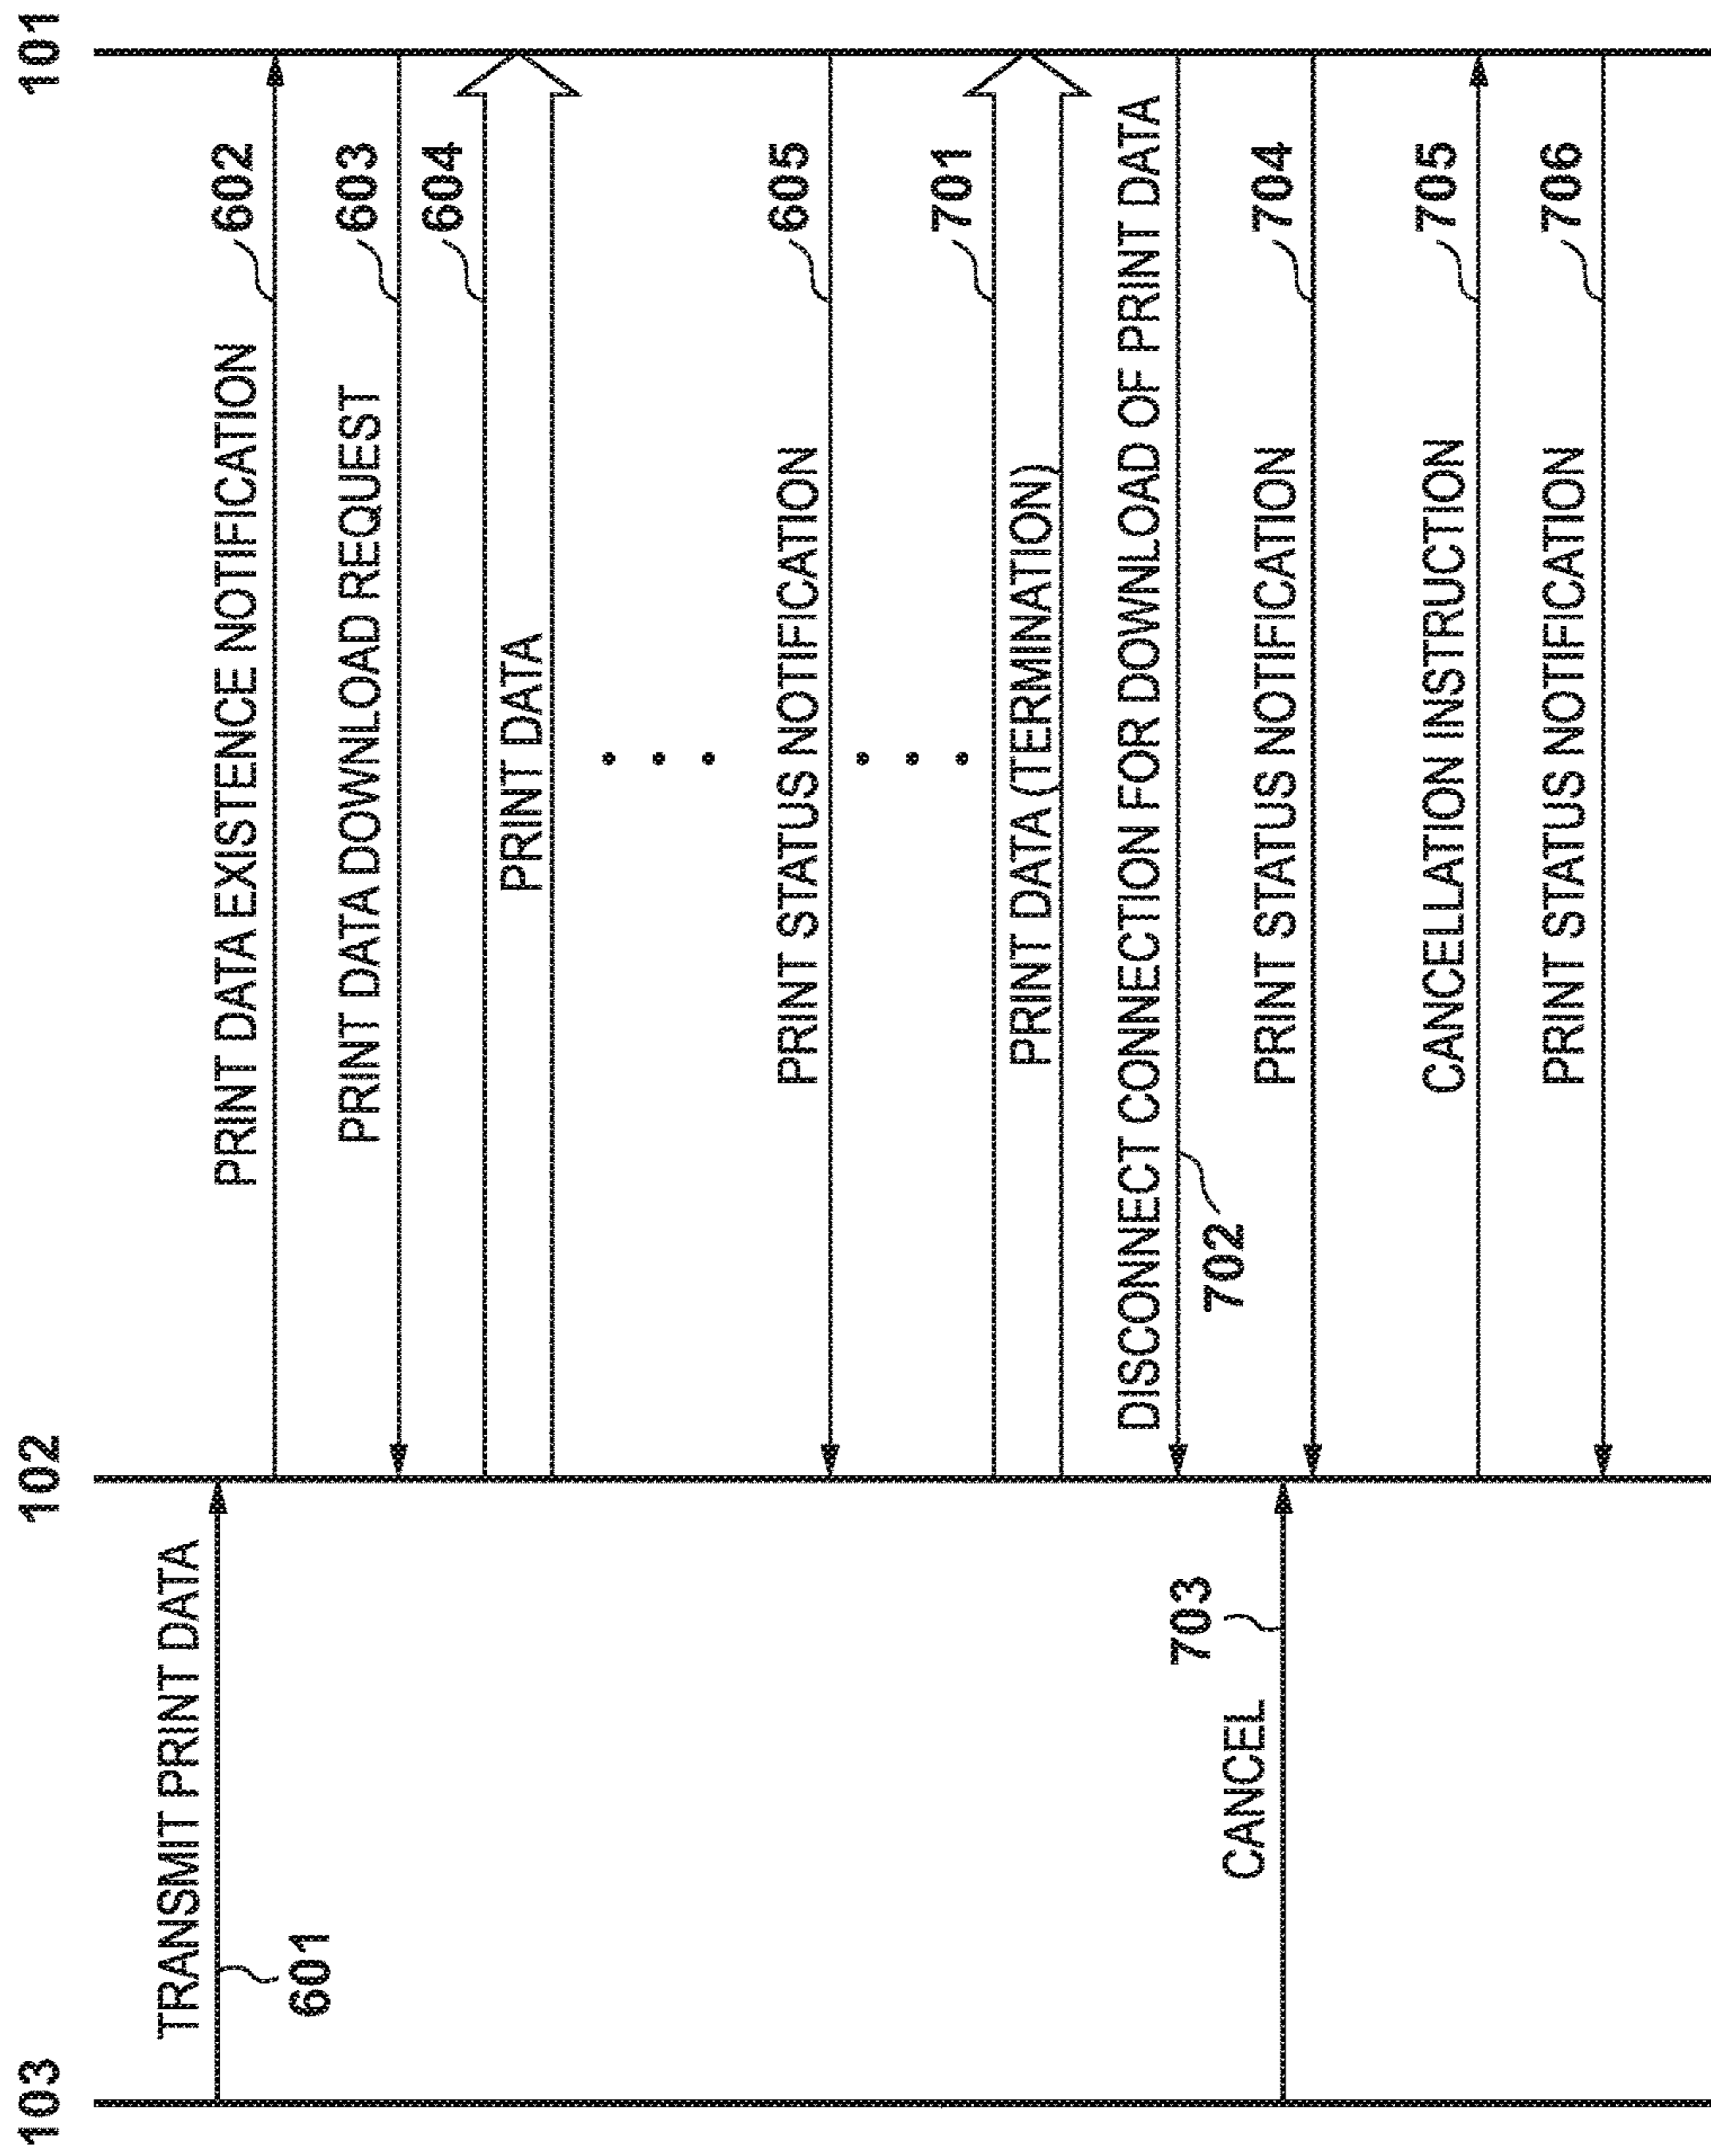 103
102
101
TRANSMIT PRINT DATA
601
PRINT DATA EXISTENCE NOTIFICATION
602
PRINT DATA DOWNLOAD REQUEST
603
604
PRINT DATA
PRINT STATUS NOTIFICATION
605
701
PRINT DATA (TERMINATION)
DISCONNECT CONNECTION FOR DOWNLOAD OF PRINT DATA
702
703
CANCEL
PRINT STATUS NOTIFICATION
704
CANCELLATION INSTRUCTION
705
PRINT STATUS NOTIFICATION
706